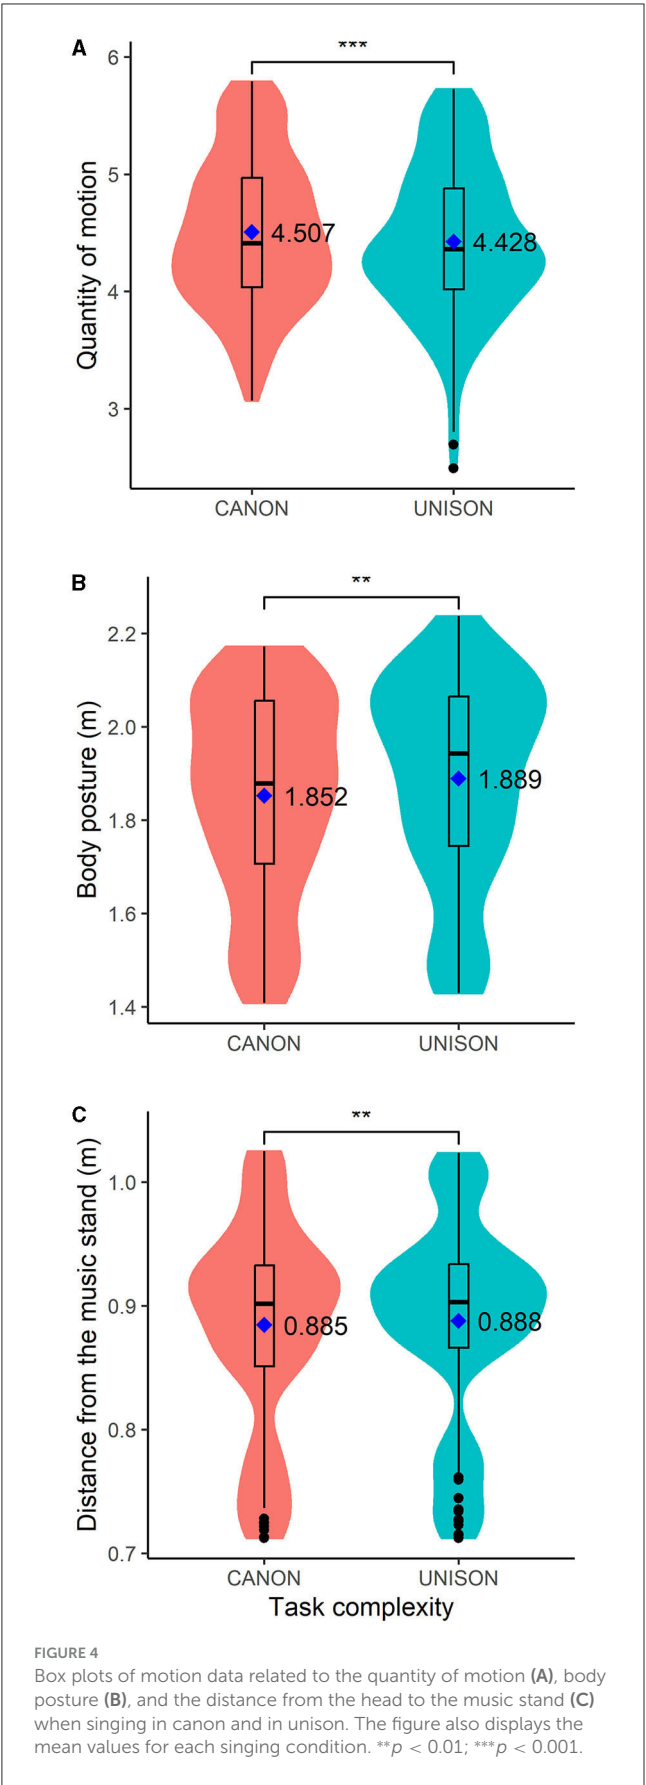 A
***
6
5
4
3
Quantity of motion
4.507
4.428
CANON
UNISON
B
**
2.2
2.0
1.8
1.6
1.4
Body posture (m)
1.852
1.889
CANON
UNISON
C
**
1.0
0.9
0.8
0.7
Distance from the music stand (m)
0.885
0.888
CANON
UNISON
Task complexity
FIGURE 4
Box plots of motion data related to the quantity of motion (A), body
posture (B), and the distance from the head to the music stand (C)
when singing in canon and in unison. The figure also displays the
mean values for each singing condition. **p < 0.01; ***p < 0.001.